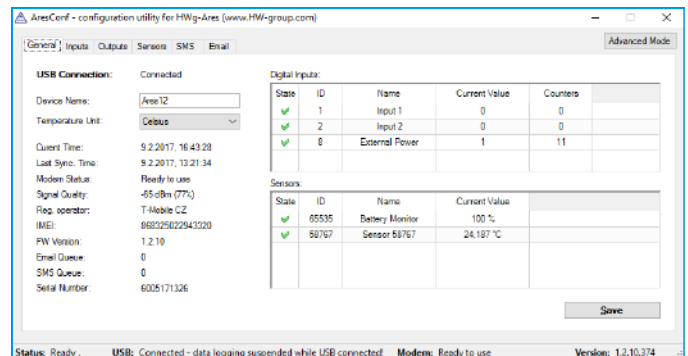 AresConf - configuration utility for HWg-Ares (www.HW-group.com)
General Inputs Outputs Sensors SMS Email
Advanced Mode
USB Connection: Connected
Device Name: Ares12
Temperature Unit: Celsius
Curent Time: 9.2.2017, 16:43:28
Last Sync. Time: 9.2.2017, 13:21:34
Modem Status: Ready to use
Signal Quality: -65 dBm (77%)
Reg. operator: T-Mobile CZ
IMEI: 868325022943320
FW Version: 1.2.10
Email Queue: 0
SMS Queue: 0
Serial Number: 6005171326
Digital Inputs:
State ID Name Current Value Counters
1 Input 1 0 0
2 Input 2 0 0
8 External Power 1 11
Sensors:
State ID Name Current Value
65535 Battery Monitor 100 %
58767 Sensor 58767 24,187 °C
Save
Status: Ready . USB: Connected - data logging suspended while USB connected! Modem: Ready to use Version: 1.2.10.374